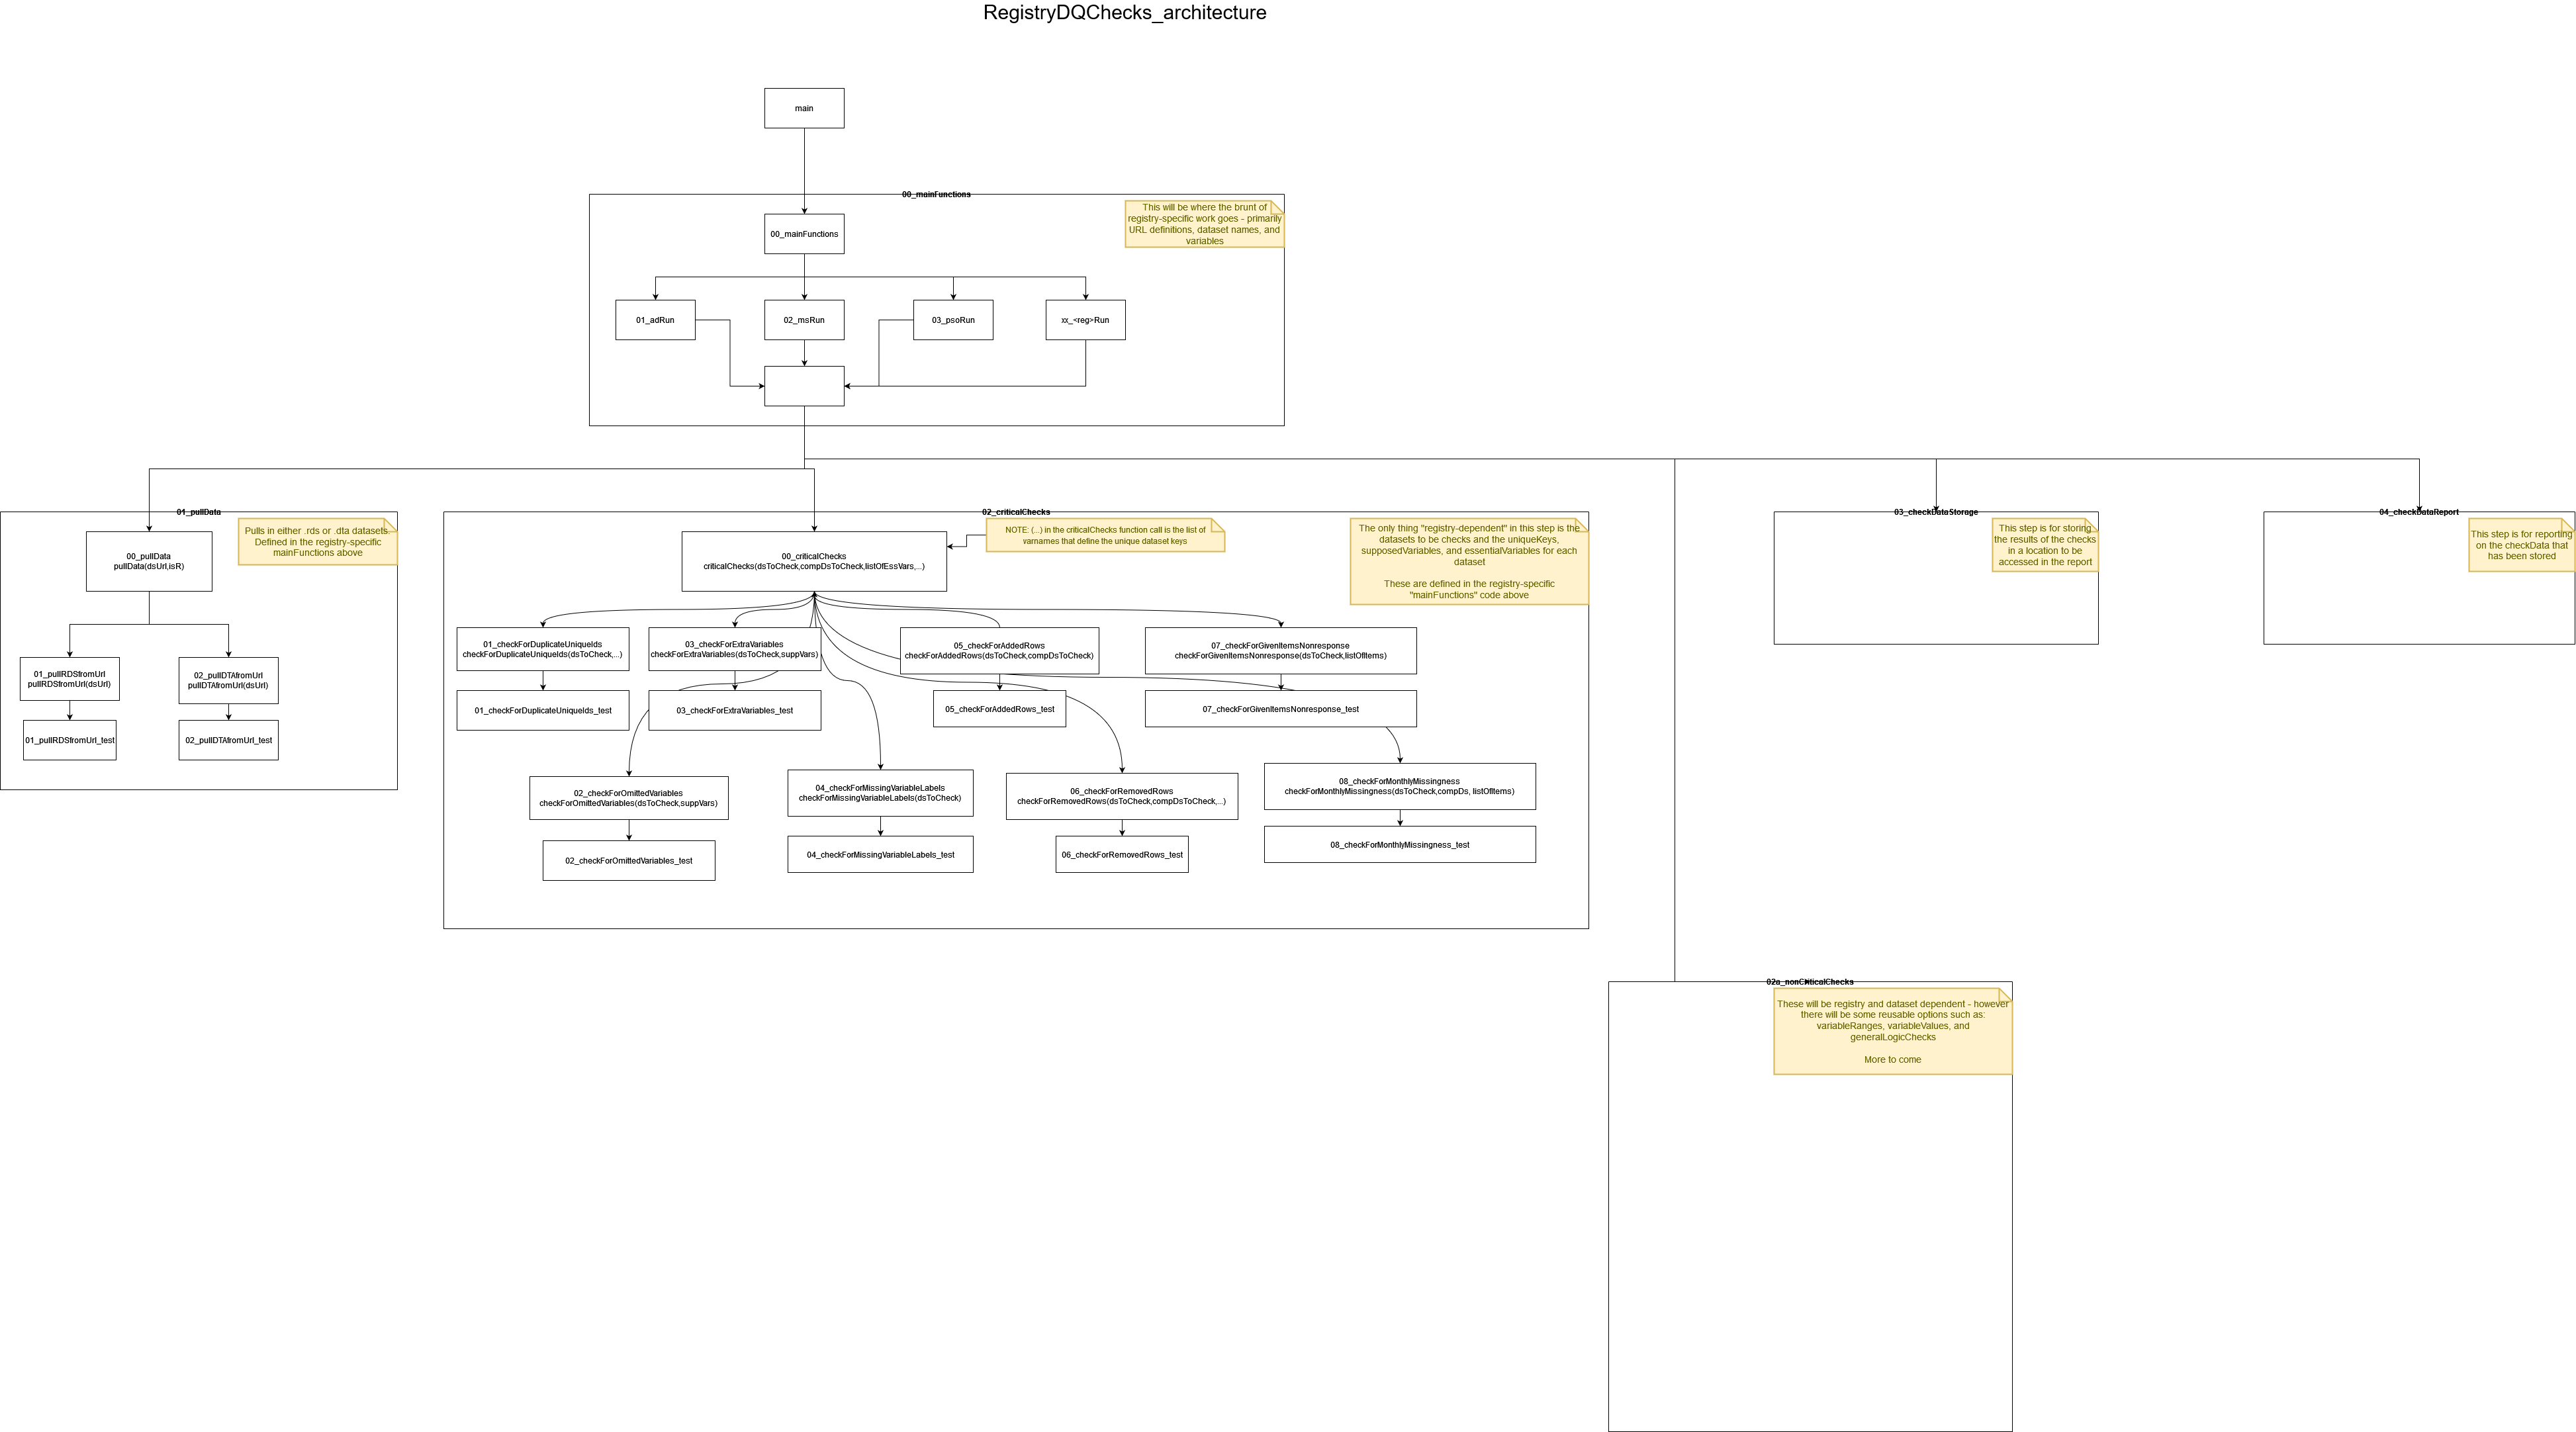 RegistryDQChecks_architecture
main
00_mainFunctions
This will be where the brunt of
registry-specific work goes - primarily
URL definitions, dataset names, and
variables
00_mainFunctions
01_adRun
02_msRun
03_psoRun
xx_<reg>Run
01_pullData
Pulls in either .rds or .dta datasets.
Defined in the registry-specific
mainFunctions above
00_pullData
pullData(dsUrl,isR)
01_pullRDSfromUrl
pullRDSfromUrl(dsUrl)
02_pullDTAfromUrl
pullDTAfromUrl(dsUrl)
01_pullRDSfromUrl_test
02_pullDTAfromUrl_test
02_criticalChecks
NOTE: (...) in the criticalChecks function call is the list of
varnames that define the unique dataset keys
The only thing "registry-dependent" in this step is the
datasets to be checks and the uniqueKeys,
supposedVariables, and essentialVariables for each
dataset
These are defined in the registry-specific
"mainFunctions" code above
00_criticalChecks
criticalChecks(dsToCheck,compDsToCheck,listOfEssVars,...)
01_checkForDuplicateUniqueIds
checkForDuplicateUniqueIds(dsToCheck,...)
03_checkForExtraVariables
checkForExtraVariables(dsToCheck,suppVars)
05_checkForAddedRows
checkForAddedRows(dsToCheck,compDsToCheck)
07_checkForGivenItemsNonresponse
checkForGivenItemsNonresponse(dsToCheck,listOfItems)
01_checkForDuplicateUniqueIds_test
03_checkForExtraVariables_test
05_checkForAddedRows_test
07_checkForGivenItemsNonresponse_test
02_checkForOmittedVariables
checkForOmittedVariables(dsToCheck,suppVars)
04_checkForMissingVariableLabels
checkForMissingVariableLabels(dsToCheck)
06_checkForRemovedRows
checkForRemovedRows(dsToCheck,compDsToCheck,...)
08_checkForMonthlyMissingness
checkForMonthlyMissingness(dsToCheck,compDs, listOfItems)
02_checkForOmittedVariables_test
04_checkForMissingVariableLabels_test
06_checkForRemovedRows_test
08_checkForMonthlyMissingness_test
03_checkDataStorage
This step is for storing
the results of the checks
in a location to be
accessed in the report
04_checkDataReport
This step is for reporting
on the checkData that
has been stored
02a_nonCriticalChecks
These will be registry and dataset dependent - however
there will be some reusable options such as:
variableRanges, variableValues, and
generalLogicChecks
More to come